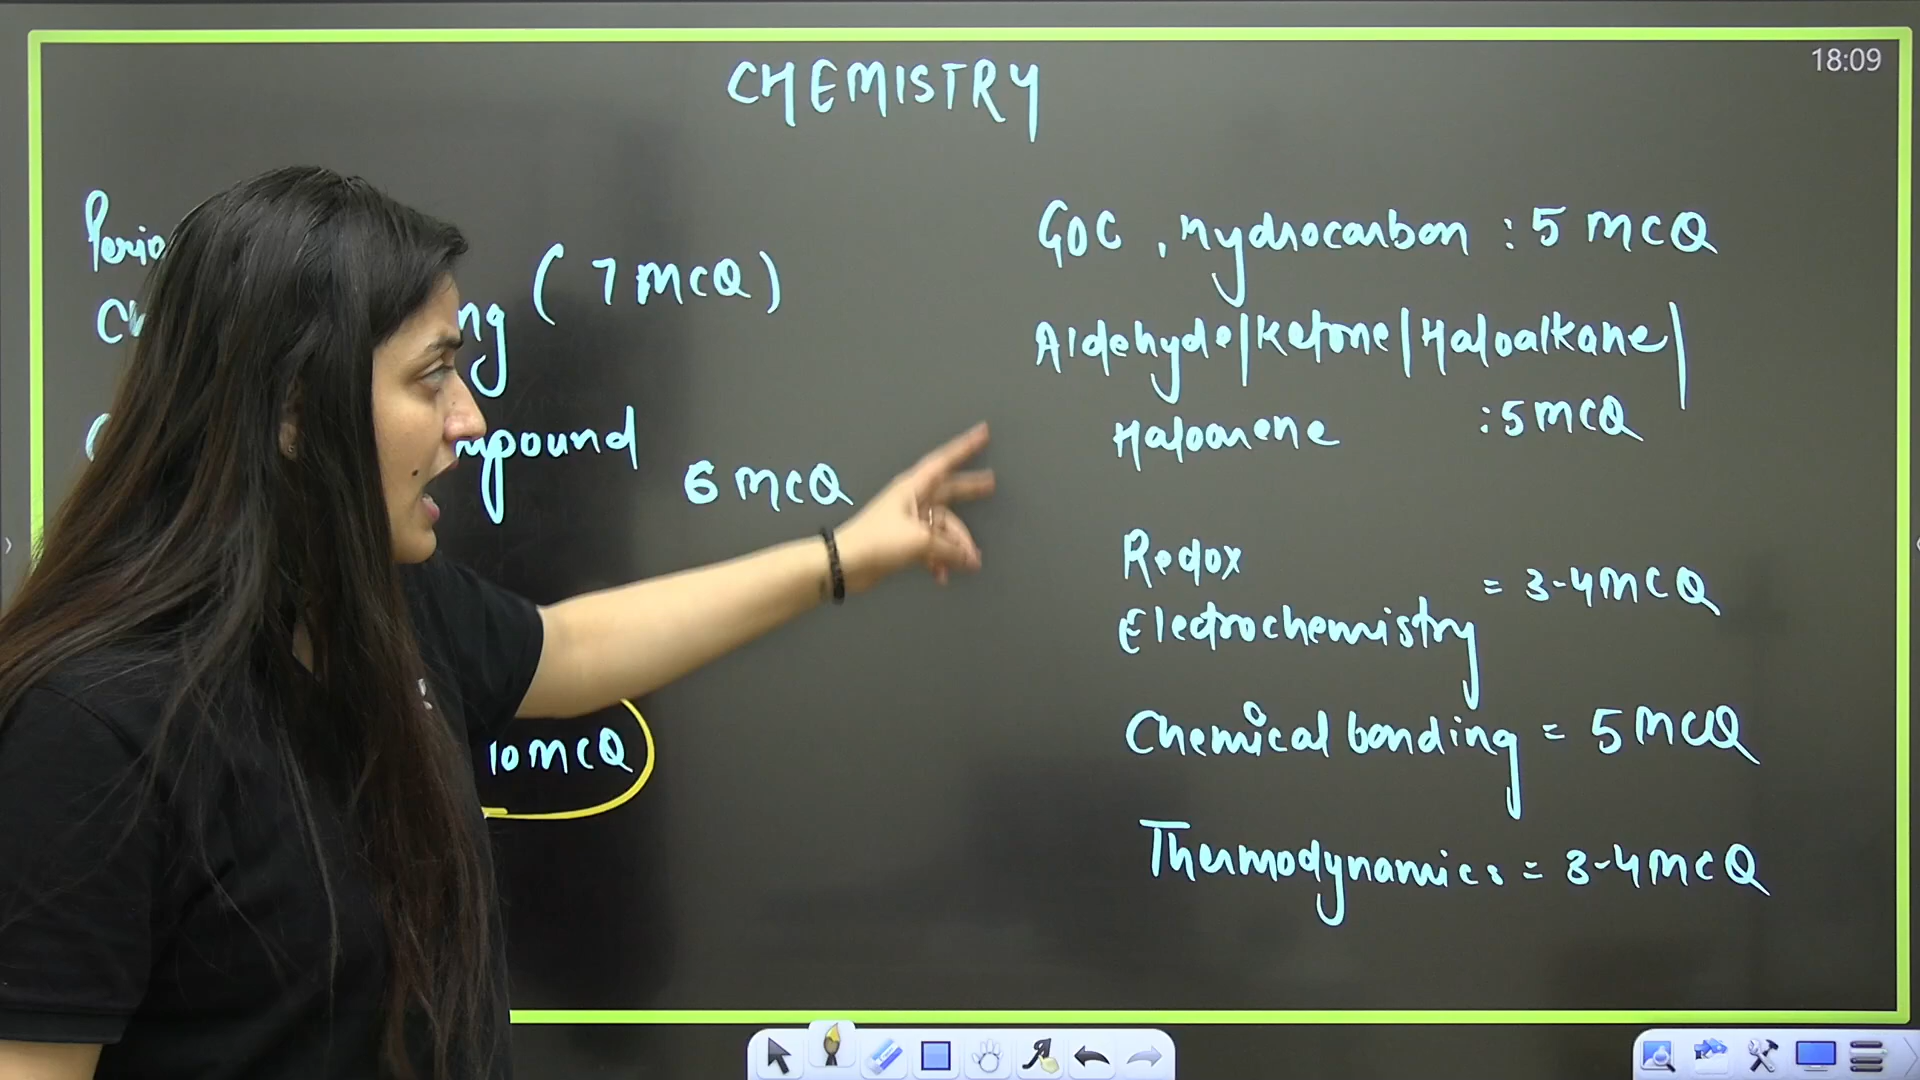 18:09
CHEMISTRY
Perio
(7 MCQ)
ng
mpound
6 MCQ
10 MCQ
GOC, Hydrocarbon : 5 MCQ
Aldehyde/Ketone/Haloalkane/
Haloarene : 5 MCQ
Redox
Electrochemistry = 3-4 MCQ
Chemical bonding = 5 MCQ
Thermodynamics = 3-4 MCQ